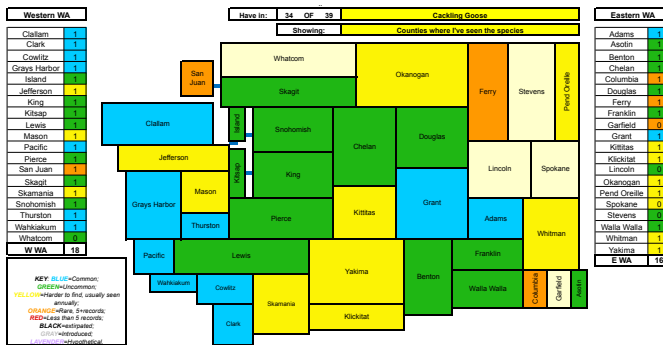 Western WA
Clallam 1
Clark 1
Cowlitz 1
Grays Harbor 1
Island 1
Jefferson 1
King 1
Kitsap 1
Lewis 1
Mason 1
Pacific 1
Pierce 1
San Juan 1
Skagit 1
Skamania 1
Snohomish 1
Thurston 1
Wahkiakum 1
Whatcom 0
W WA 18
KEY: BLUE=Common;
GREEN=Uncommon;
YELLOW=Harder to find, usually seen
annually;
ORANGE=Rare, 5+records;
RED=Less than 5 records;
BLACK=extirpated;
GRAY=Introduced;
LAVENDER=Hypothetical.
Have in: 34 OF 39 Cackling Goose
Showing: Counties where I've seen the species
Whatcom
San
Juan
Skagit
Okanogan
Ferry
Stevens
Pend Oreille
Clallam
Island
Snohomish
Chelan
Douglas
Jefferson
Kitsap
King
Lincoln
Spokane
Grays Harbor
Mason
Thurston
Pierce
Kittitas
Grant
Adams
Whitman
Pacific
Lewis
Yakima
Benton
Franklin
Wahkiakum
Cowlitz
Skamania
Walla Walla
Columbia
Garfield
Asotin
Clark
Klickitat
Eastern WA
Adams 1
Asotin 1
Benton 1
Chelan 1
Columbia 1
Douglas 1
Ferry 1
Franklin 1
Garfield 0
Grant 1
Kittitas 1
Klickitat 1
Lincoln 0
Okanogan 1
Pend Oreille 1
Spokane 0
Stevens 0
Walla Walla 1
Whitman 1
Yakima 1
E WA 16